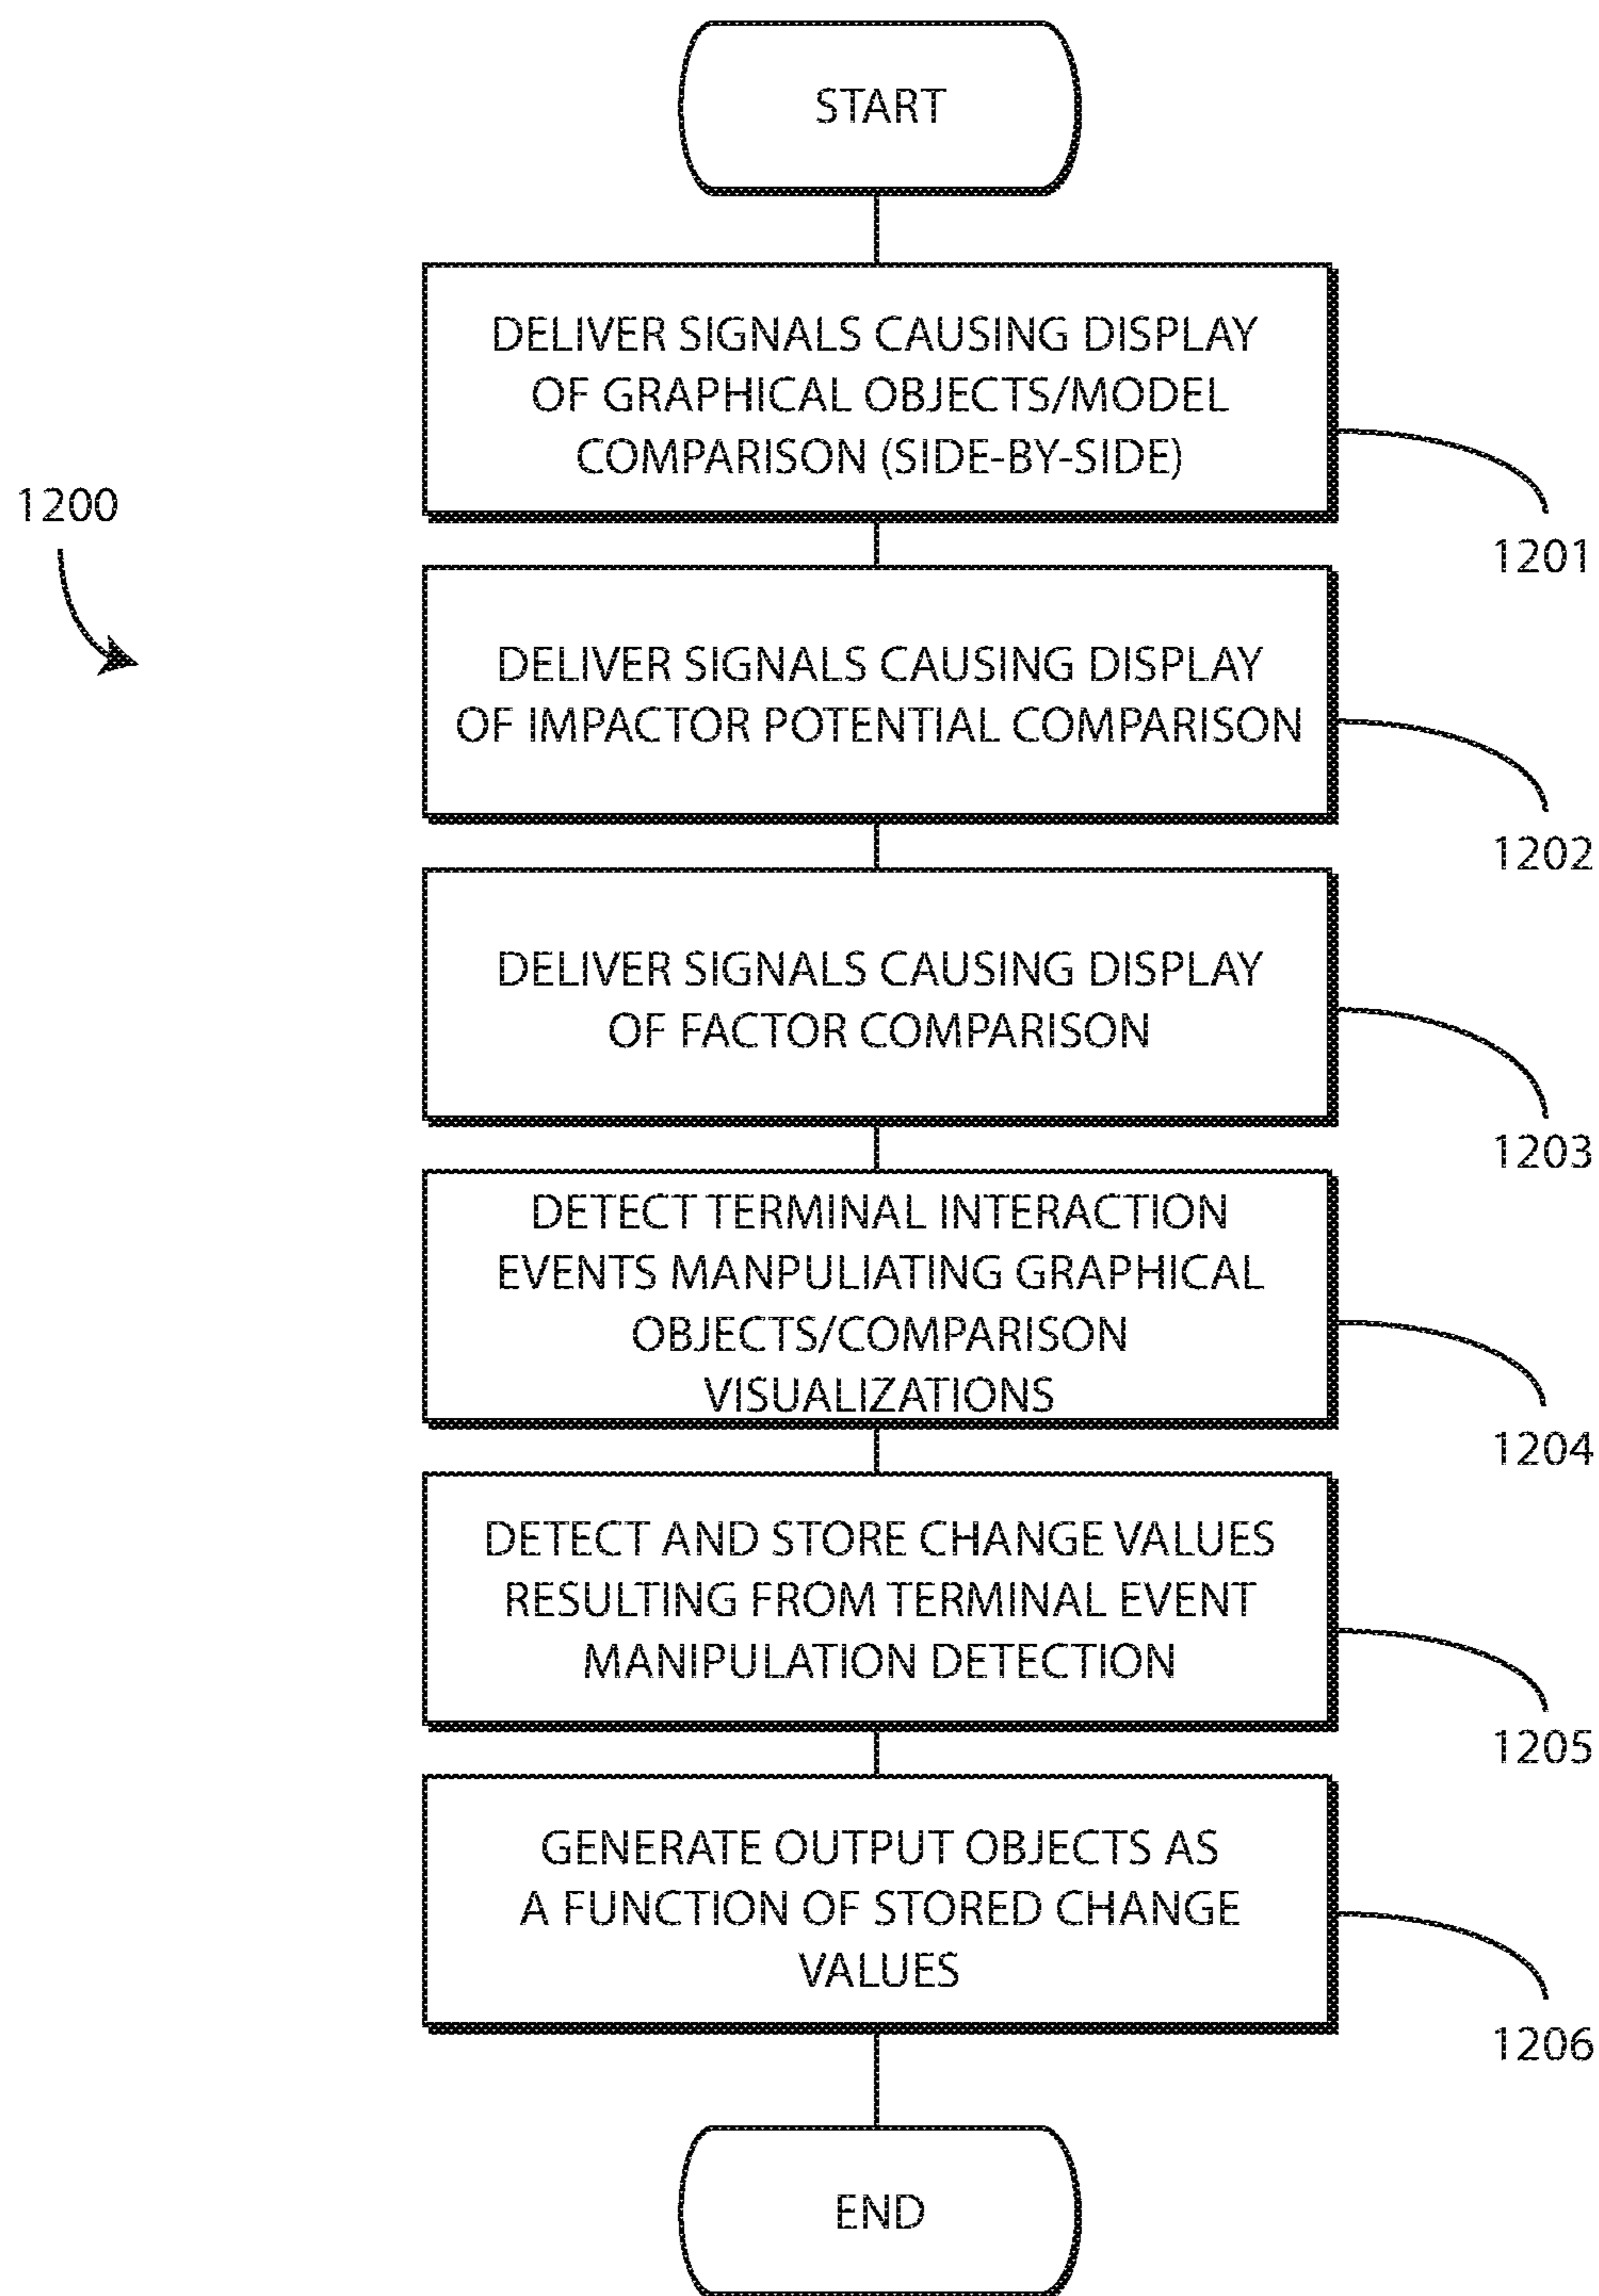 START
DELIVER SIGNALS CAUSING DISPLAY
OF GRAPHICAL OBJECTS/MODEL
COMPARISON (SIDE-BY-SIDE)
1200
1201
DELIVER SIGNALS CAUSING DISPLAY
OF IMPACTOR POTENTIAL COMPARISON
1202
DELIVER SIGNALS CAUSING DISPLAY
OF FACTOR COMPARISON
1203
DETECT TERMINAL INTERACTION
EVENTS MANPULIATING GRAPHICAL
OBJECTS/COMPARISON
VISUALIZATIONS
1204
DETECT AND STORE CHANGE VALUES
RESULTING FROM TERMINAL EVENT
MANIPULATION DETECTION
1205
GENERATE OUTPUT OBJECTS AS
A FUNCTION OF STORED CHANGE
VALUES
1206
END